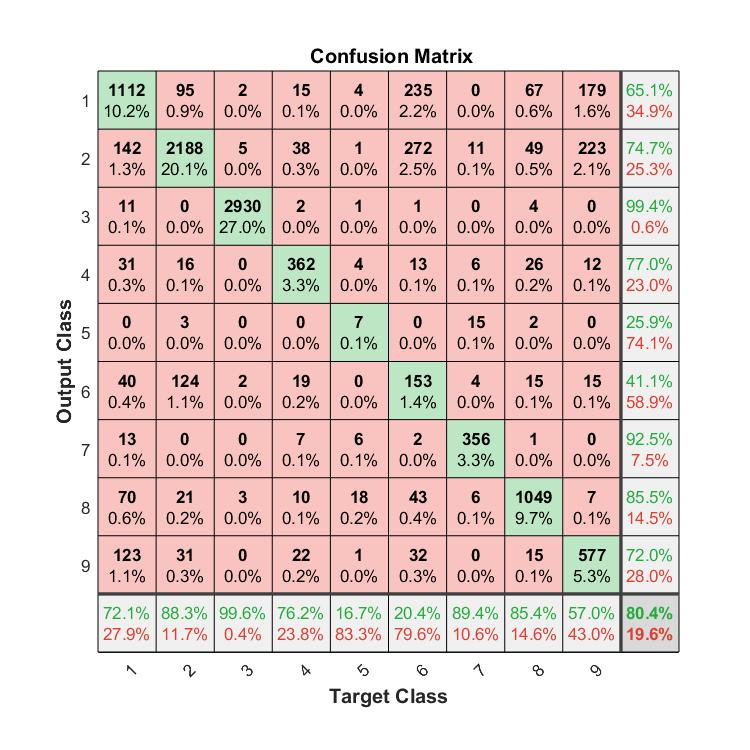 Confusion Matrix
1 1112 95 2 15 4 235 0 67 179 65.1%
10.2% 0.9% 0.0% 0.1% 0.0% 2.2% 0.0% 0.6% 1.6% 34.9%
2 142 2188 5 38 1 272 11 49 223 74.7%
1.3% 20.1% 0.0% 0.3% 0.0% 2.5% 0.1% 0.5% 2.1% 25.3%
3 11 0 2930 2 1 1 0 4 0 99.4%
0.1% 0.0% 27.0% 0.0% 0.0% 0.0% 0.0% 0.0% 0.0% 0.6%
4 31 16 0 362 4 13 6 26 12 77.0%
0.3% 0.1% 0.0% 3.3% 0.0% 0.1% 0.1% 0.2% 0.1% 23.0%
5 0 3 0 0 7 0 15 2 0 25.9%
0.0% 0.0% 0.0% 0.0% 0.1% 0.0% 0.1% 0.0% 0.0% 74.1%
6 40 124 2 19 0 153 4 15 15 41.1%
0.4% 1.1% 0.0% 0.2% 0.0% 1.4% 0.0% 0.1% 0.1% 58.9%
7 13 0 0 7 6 2 356 1 0 92.5%
0.1% 0.0% 0.0% 0.1% 0.1% 0.0% 3.3% 0.0% 0.0% 7.5%
8 70 21 3 10 18 43 6 1049 7 85.5%
0.6% 0.2% 0.0% 0.1% 0.2% 0.4% 0.1% 9.7% 0.1% 14.5%
9 123 31 0 22 1 32 0 15 577 72.0%
1.1% 0.3% 0.0% 0.2% 0.0% 0.3% 0.0% 0.1% 5.3% 28.0%
72.1% 88.3% 99.6% 76.2% 16.7% 20.4% 89.4% 85.4% 57.0% 80.4%
27.9% 11.7% 0.4% 23.8% 83.3% 79.6% 10.6% 14.6% 43.0% 19.6%
1 2 3 4 5 6 7 8 9
Target Class
Output Class